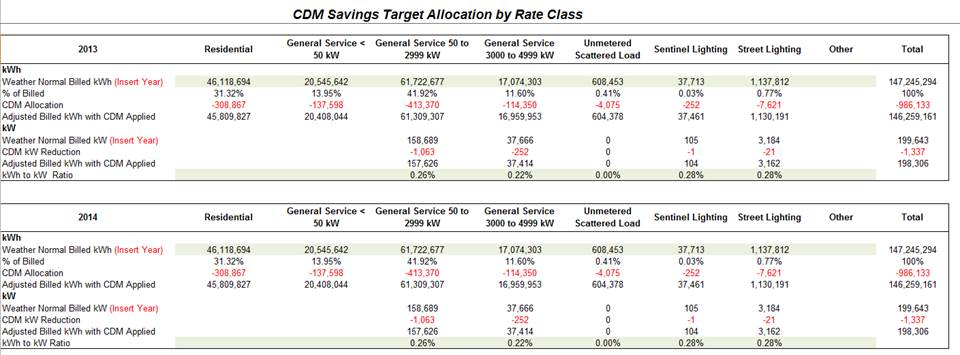 CDM Savings Target Allocation by Rate Class
2013 Residential General Service < 50 kW General Service 50 to 2999 kW General Service 3000 to 4999 kW Unmetered Scattered Load Sentinel Lighting Street Lighting Other Total
kWh
Weather Normal Billed kWh (Insert Year) 46,118,694 20,545,642 61,722,677 17,074,303 608,453 37,713 1,137,812 147,245,294
% of Billed 31.32% 13.95% 41.92% 11.60% 0.41% 0.03% 0.77% 100%
CDM Allocation -308,867 -137,598 -413,370 -114,350 -4,075 -252 -7,621 -986,133
Adjusted Billed kWh with CDM Applied 45,809,827 20,408,044 61,309,307 16,959,953 604,378 37,461 1,130,191 146,259,161
kW
Weather Normal Billed kW (Insert Year) 158,689 37,666 0 105 3,184 199,643
CDM kW Reduction -1,063 -252 0 -1 -21 -1,337
Adjusted Billed kWh with CDM Applied 157,626 37,414 0 104 3,162 198,306
kWh to kW Ratio 0.26% 0.22% 0.00% 0.28% 0.28%
2014 Residential General Service < 50 kW General Service 50 to 2999 kW General Service 3000 to 4999 kW Unmetered Scattered Load Sentinel Lighting Street Lighting Other Total
kWh
Weather Normal Billed kWh (Insert Year) 46,118,694 20,545,642 61,722,677 17,074,303 608,453 37,713 1,137,812 147,245,294
% of Billed 31.32% 13.95% 41.92% 11.60% 0.41% 0.03% 0.77% 100%
CDM Allocation -308,867 -137,598 -413,370 -114,350 -4,075 -252 -7,621 -986,133
Adjusted Billed kWh with CDM Applied 45,809,827 20,408,044 61,309,307 16,959,953 604,378 37,461 1,130,191 146,259,161
kW
Weather Normal Billed kW (Insert Year) 158,689 37,666 0 105 3,184 199,643
CDM kW Reduction -1,063 -252 0 -1 -21 -1,337
Adjusted Billed kWh with CDM Applied 157,626 37,414 0 104 3,162 198,306
kWh to kW Ratio 0.26% 0.22% 0.00% 0.28% 0.28%